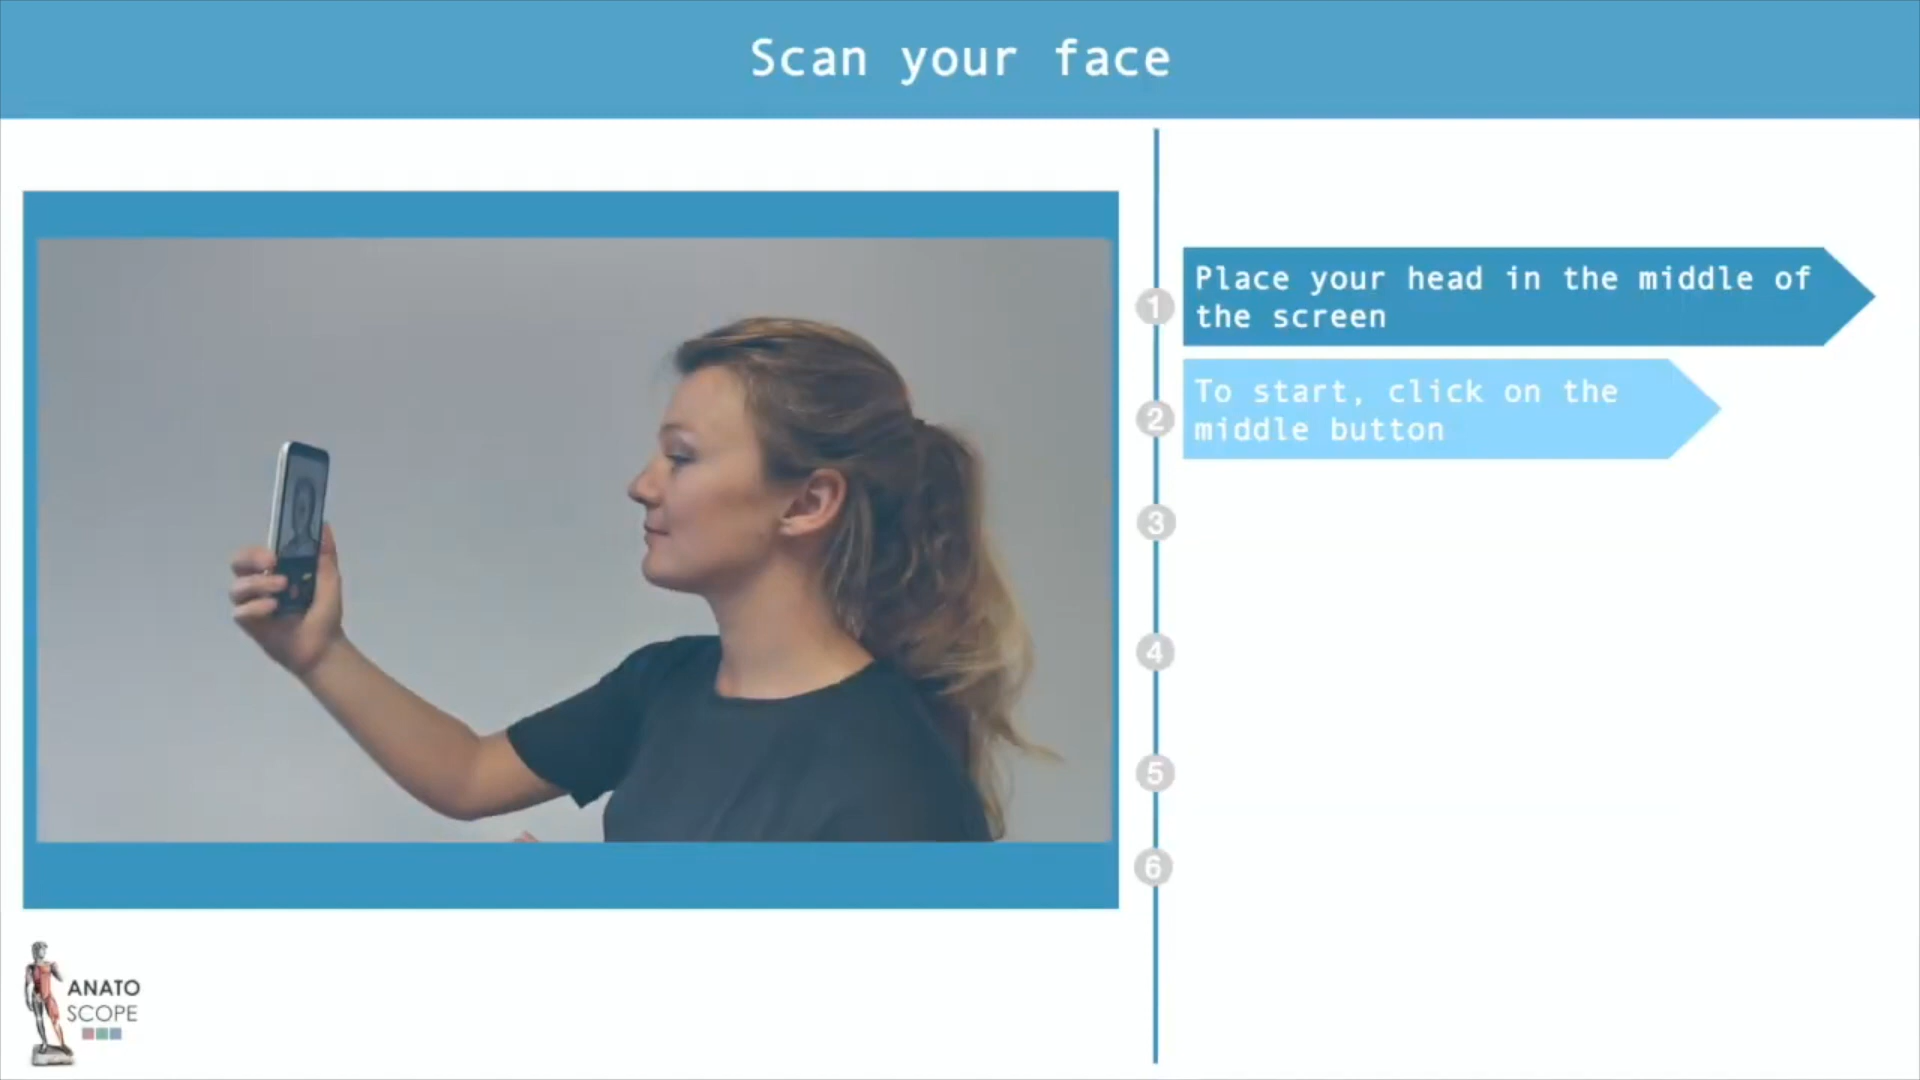 Scan your face
1
Place your head in the middle of
the screen
2
To start, click on the
middle button
3
4
5
6
ANATO
SCOPE